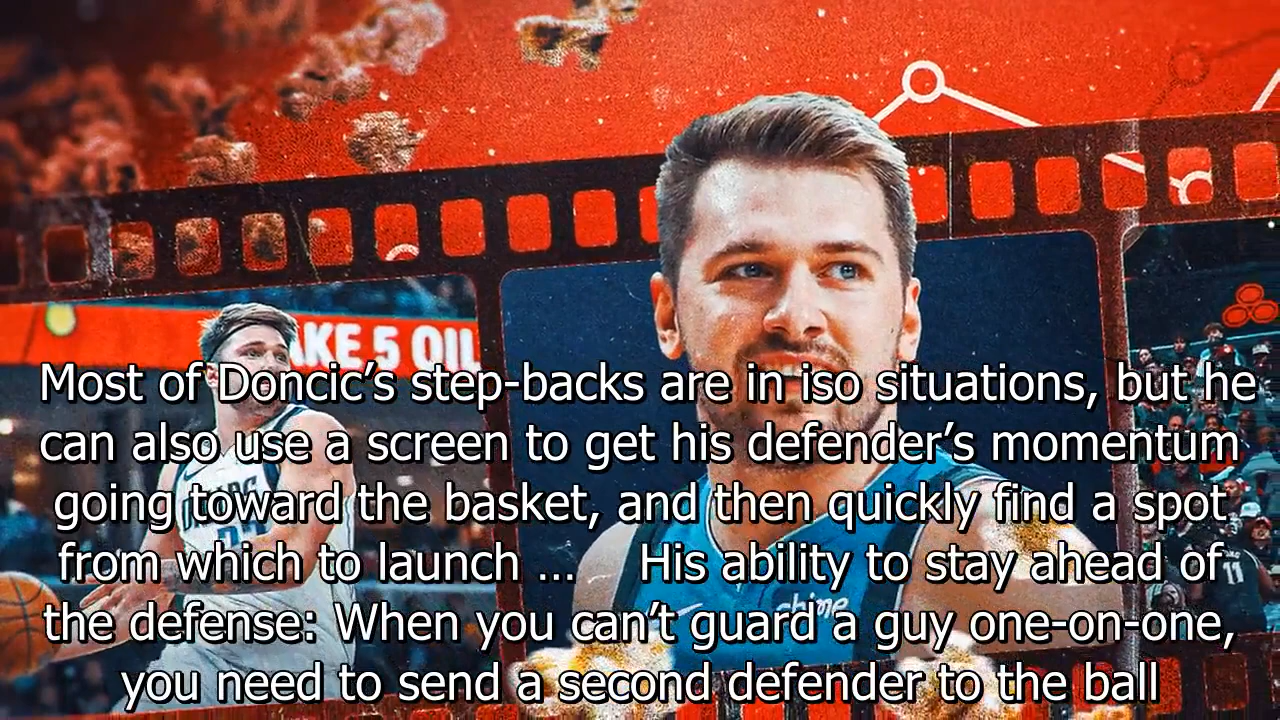 AKE 5 OIL
Most of Doncic’s step-backs are in iso situations, but he
can also use a screen to get his defender’s momentum
going toward the basket, and then quickly find a spot
from which to launch ... His ability to stay ahead of
the defense: When you can’t guard a guy one-on-one,
you need to send a second defender to the ball
chime
11